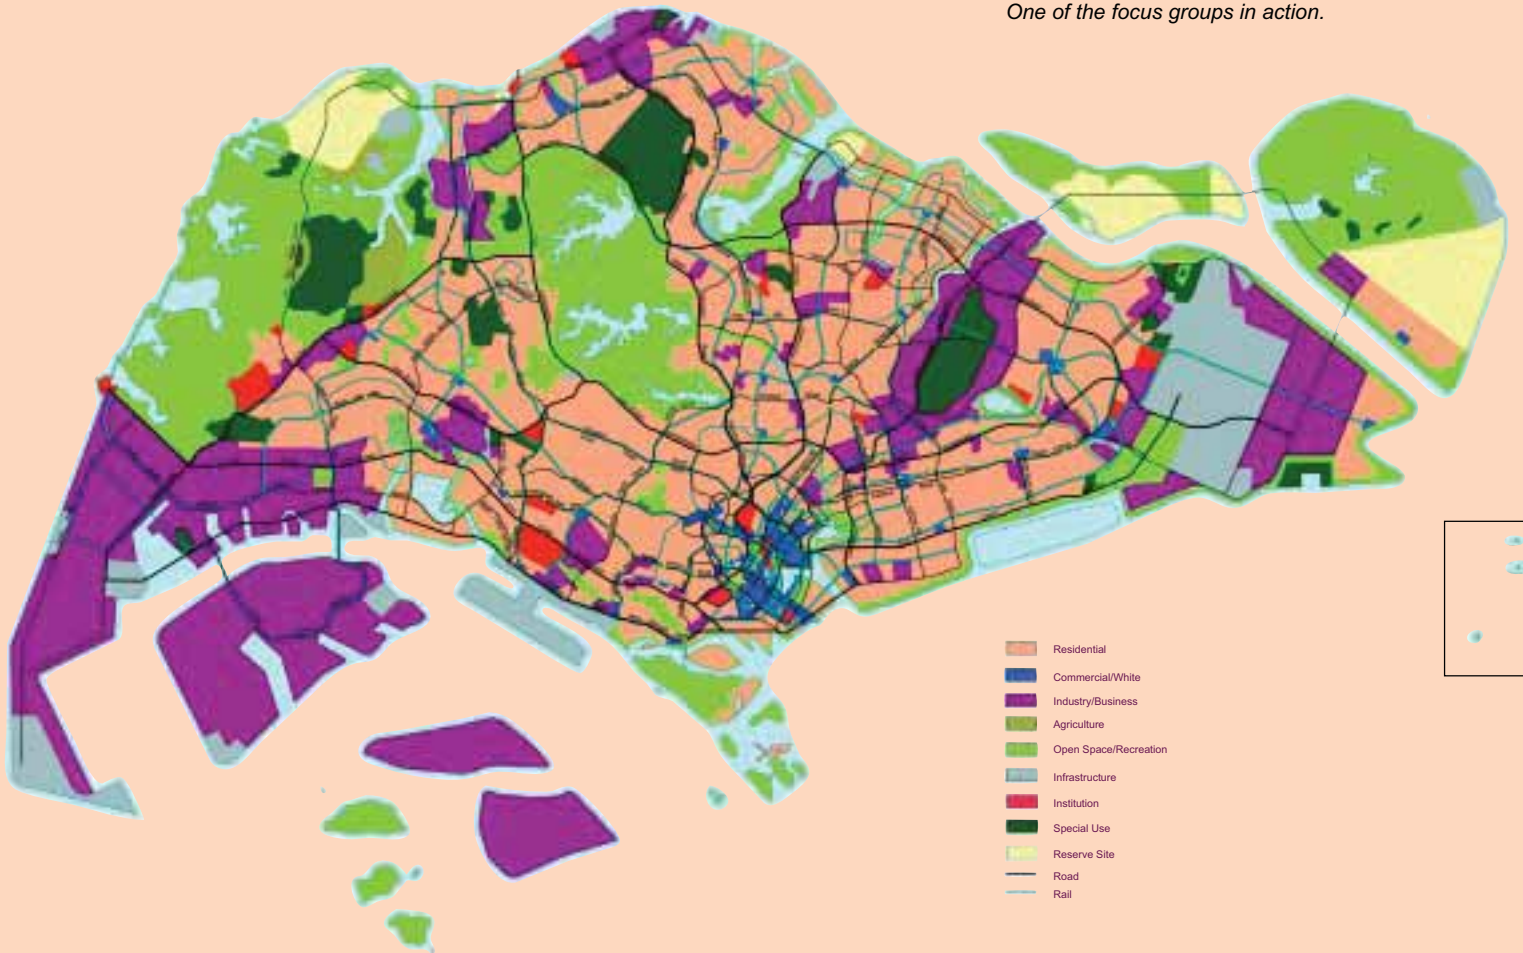 One of the focus groups in action.
Residential
Commercial/White
Industry/Business
Agriculture
Open Space/Recreation
Infrastructure
Institution
Special Use
Reserve Site
Road
Rail